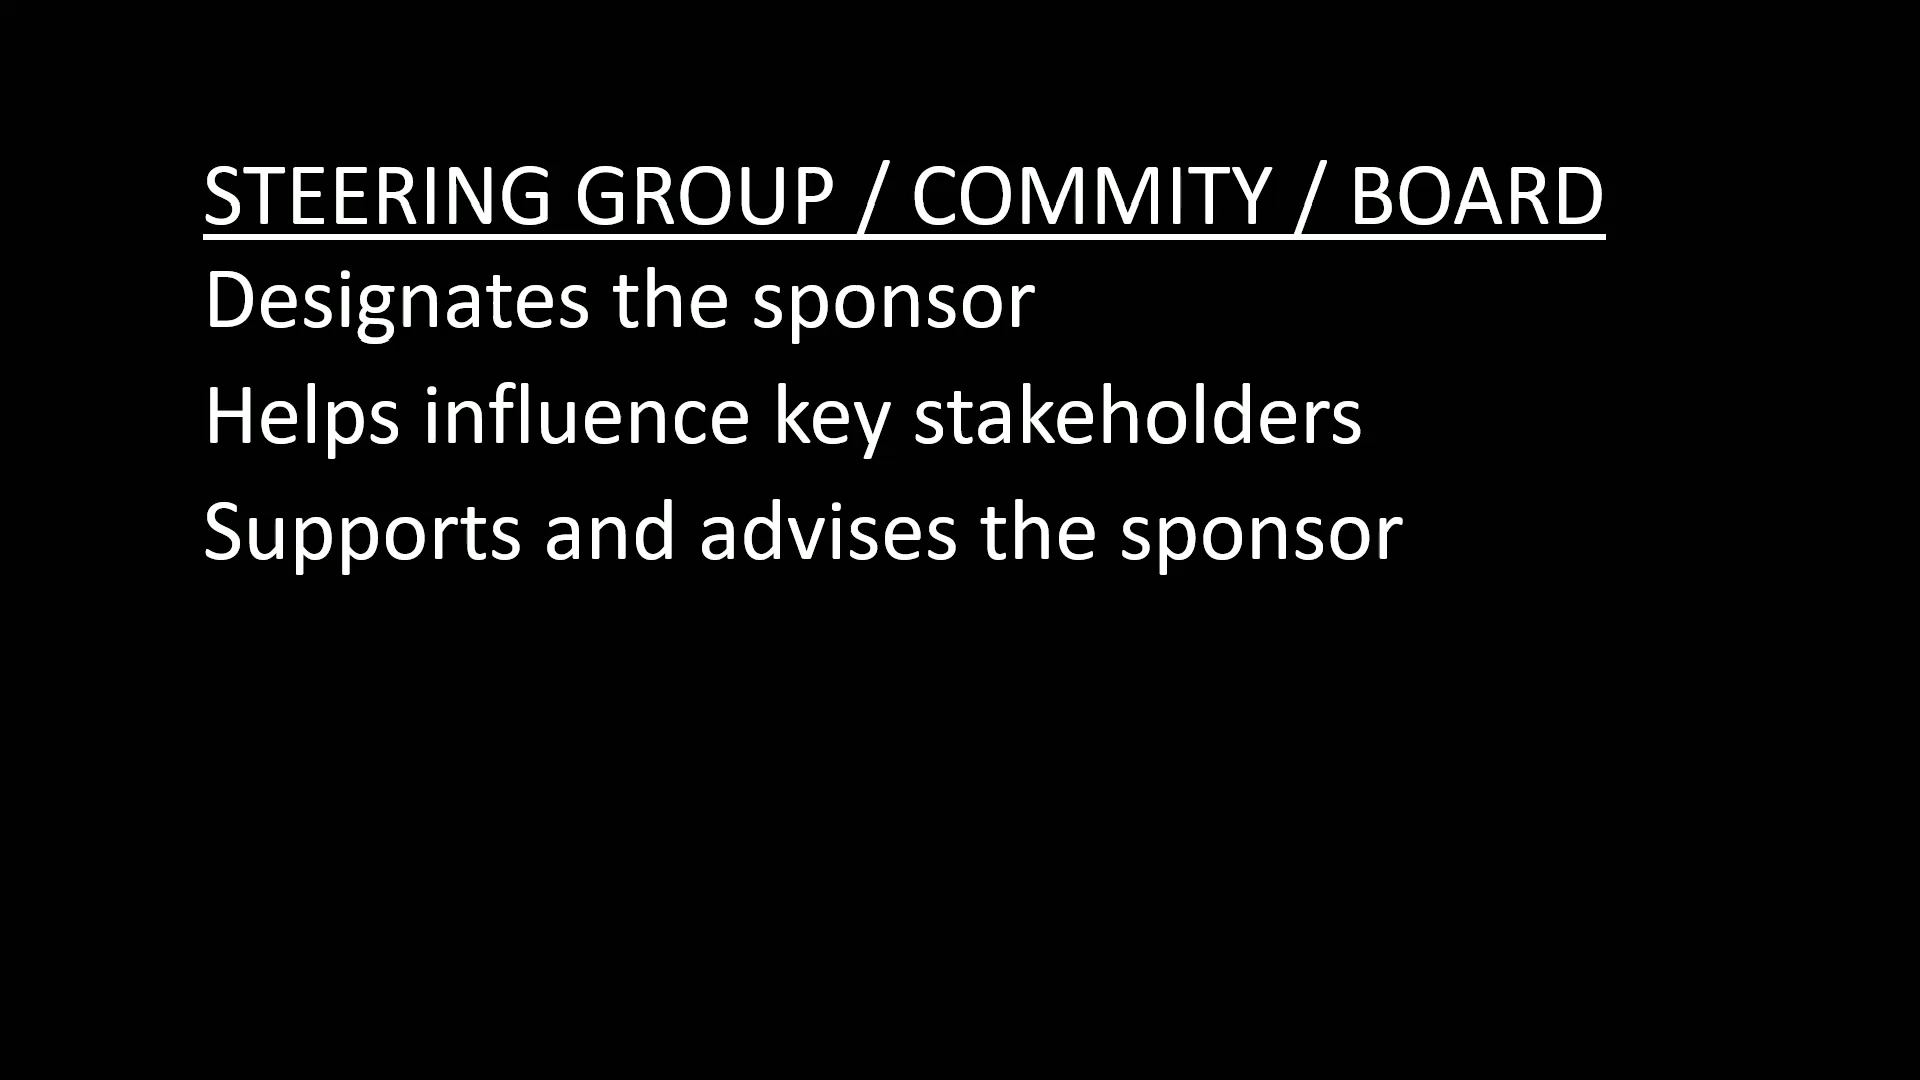 STEERING GROUP / COMMITY / BOARD
Designates the sponsor
Helps influence key stakeholders
Supports and advises the sponsor